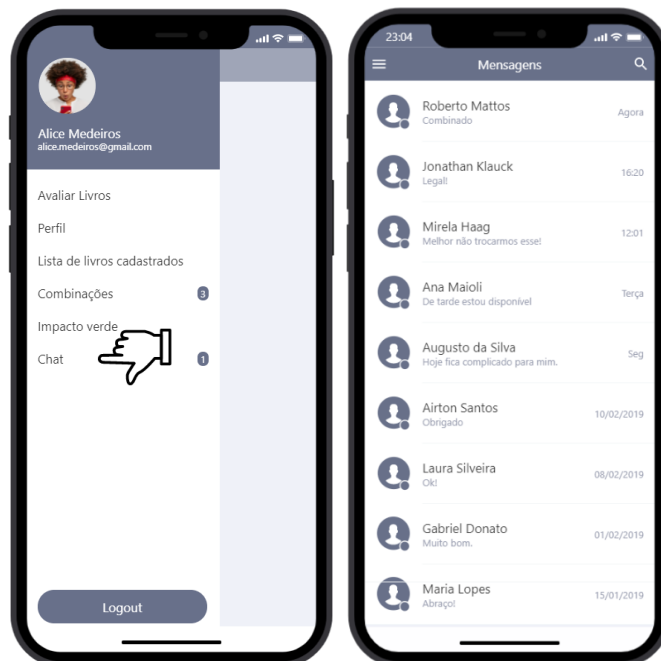 Alice Medeiros
alice.medeiros@gmail.com
Avaliar Livros
Perfil
Lista de livros cadastrados
Combinações 3
Impacto verde
Chat 1
Logout
23:04
Mensagens
Roberto Mattos
Combinado
Agora
Jonathan Klauck
Legal!
16:20
Mirela Haag
Melhor não trocarmos esse!
12:01
Ana Maioli
De tarde estou disponível
Terça
Augusto da Silva
Hoje fica complicado para mim.
Seg
Airton Santos
Obrigado
10/02/2019
Laura Silveira
Ok!
08/02/2019
Gabriel Donato
Muito bom.
01/02/2019
Maria Lopes
Abraço!
15/01/2019